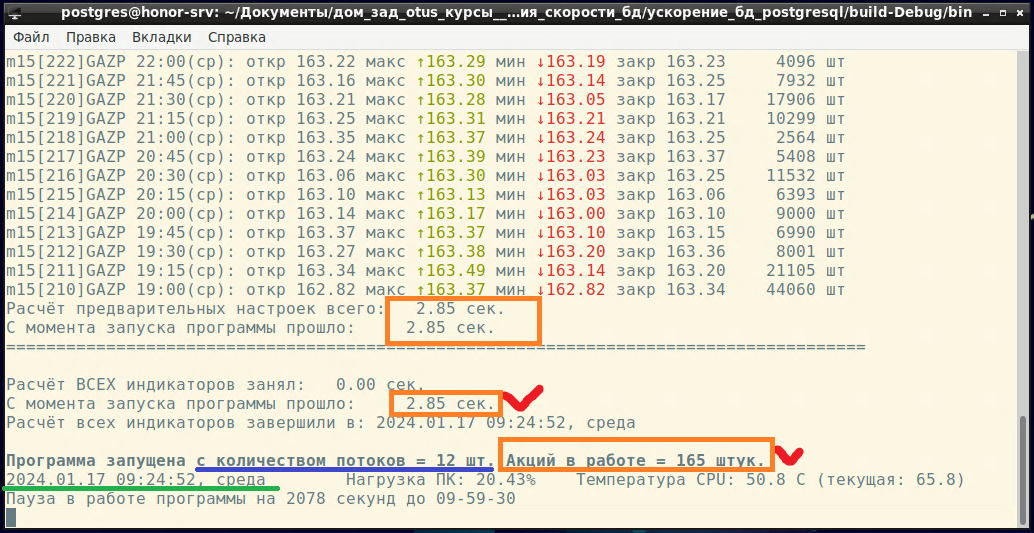 postgres@honor-srv: ~/Документы/дом_зад_otus_курсы__...ия_скорости_бд/ускорение_бд_postgresql/build-Debug/bin
Файл Правка Вкладки Справка
m15[222]GAZP 22:00(ср): откр 163.22 макс ↑163.29 мин ↓163.19 закр 163.23 4096 шт
m15[221]GAZP 21:45(ср): откр 163.16 макс ↑163.30 мин ↓163.14 закр 163.25 7932 шт
m15[220]GAZP 21:30(ср): откр 163.21 макс ↑163.28 мин ↓163.05 закр 163.17 17906 шт
m15[219]GAZP 21:15(ср): откр 163.25 макс ↑163.31 мин ↓163.21 закр 163.21 10299 шт
m15[218]GAZP 21:00(ср): откр 163.35 макс ↑163.37 мин ↓163.24 закр 163.25 2564 шт
m15[217]GAZP 20:45(ср): откр 163.24 макс ↑163.39 мин ↓163.23 закр 163.37 5408 шт
m15[216]GAZP 20:30(ср): откр 163.06 макс ↑163.30 мин ↓163.03 закр 163.25 11532 шт
m15[215]GAZP 20:15(ср): откр 163.10 макс ↑163.13 мин ↓163.03 закр 163.06 6393 шт
m15[214]GAZP 20:00(ср): откр 163.14 макс ↑163.17 мин ↓163.00 закр 163.10 9000 шт
m15[213]GAZP 19:45(ср): откр 163.37 макс ↑163.37 мин ↓163.10 закр 163.15 6990 шт
m15[212]GAZP 19:30(ср): откр 163.27 макс ↑163.38 мин ↓163.20 закр 163.36 8001 шт
m15[211]GAZP 19:15(ср): откр 163.34 макс ↑163.49 мин ↓163.14 закр 163.20 21105 шт
m15[210]GAZP 19:00(ср): откр 162.82 макс ↑163.37 мин ↓162.82 закр 163.34 44060 шт
Расчёт предварительных настроек всего: 2.85 сек.
С момента запуска программы прошло: 2.85 сек.
======================================================================================
Расчёт ВСЕХ индикаторов занял: 0.00 сек.
С момента запуска программы прошло: 2.85 сек.
Расчёт всех индикаторов завершили в: 2024.01.17 09:24:52, среда
Программа запущена с количеством потоков = 12 шт. Акций в работе = 165 штук.
2024.01.17 09:24:52, среда Нагрузка ПК: 20.43% Температура CPU: 50.8 C (текущая: 65.8)
Пауза в работе программы на 2078 секунд до 09-59-30